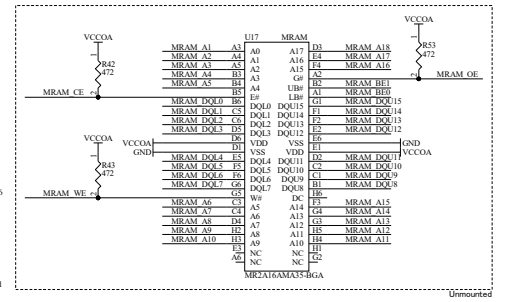 VCCOA
U17 MRAM
VCCOA
R42
472
R53
472
MRAM_A1 A3 A0 A17 D3 MRAM_A18
MRAM_A2 A4 A1 A16 E4 MRAM_A17
MRAM_A3 A5 A2 A15 F4 MRAM_A16
MRAM_A4 B3 A3 G# A2 MRAM_OE
MRAM_A5 B4 A4 UB# B2 MRAM_BE1
MRAM_CE B5 E# LB# A1 MRAM_BE0
MRAM_DQL0 B6 DQL0 DQU15 G1 MRAM_DQU15
MRAM_DQL1 C5 DQL1 DQU14 F1 MRAM_DQU14
MRAM_DQL2 C6 DQL2 DQU13 F2 MRAM_DQU13
MRAM_DQL3 D5 DQL3 DQU12 E2 MRAM_DQU12
VCCOA D6 VDD VSS E6 GND
GND D1 VSS VDD E1 VCCOA
MRAM_DQL4 E5 DQL4 DQU11 D2 MRAM_DQU11
MRAM_DQL5 F5 DQL5 DQU10 C2 MRAM_DQU10
MRAM_DQL6 F6 DQL6 DQU9 C1 MRAM_DQU9
MRAM_DQL7 G6 DQL7 DQU8 B1 MRAM_DQU8
MRAM_WE G5 W# DC H6
MRAM_A6 C3 A5 A14 F3 MRAM_A15
MRAM_A7 C4 A6 A13 G4 MRAM_A14
MRAM_A8 D4 A7 A12 G3 MRAM_A13
MRAM_A9 H2 A8 A11 H5 MRAM_A12
MRAM_A10 H3 A9 A10 H4 MRAM_A11
E3 NC NC H1
A6 NC NC G2
VCCOA
R43
472
MR2A16AMA35-BGA
Unmounted